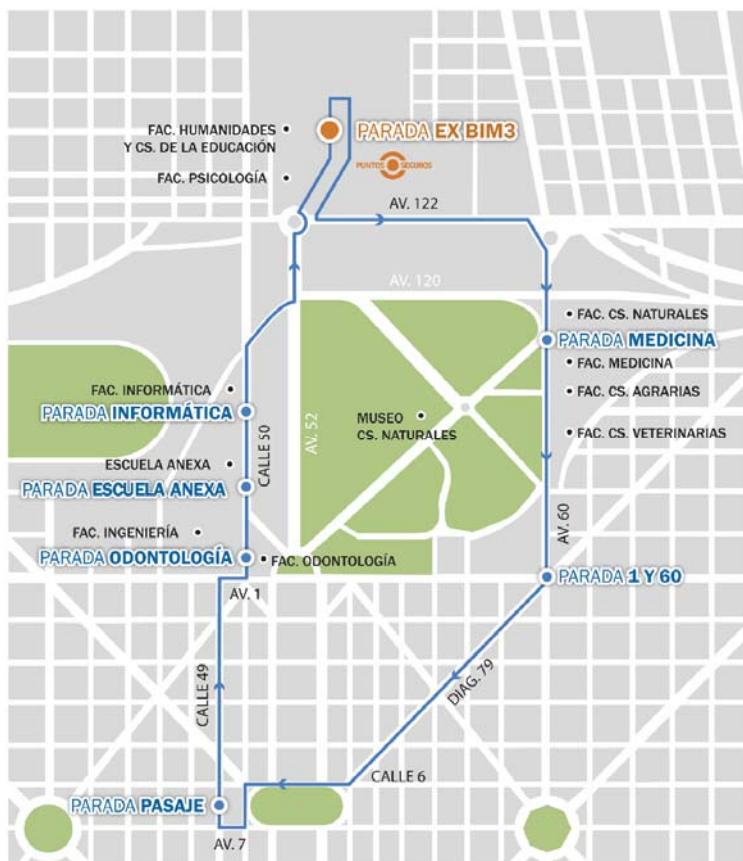 FAC. HUMANIDADES
Y CS. DE LA EDUCACIÓN
PARADA EX BIM3
PUNTOS SEGUROS
FAC. PSICOLOGÍA
AV. 122
AV. 120
FAC. CS. NATURALES
PARADA MEDICINA
FAC. MEDICINA
FAC. INFORMÁTICA
PARADA INFORMÁTICA
FAC. CS. AGRARIAS
MUSEO
CS. NATURALES
AV. 52
CALLE 50
FAC. CS. VETERINARIAS
ESCUELA ANEXA
PARADA ESCUELA ANEXA
AV. 60
FAC. INGENIERÍA
PARADA ODONTOLOGÍA
FAC. ODONTOLOGÍA
PARADA 1 Y 60
AV. 1
CALLE 49
DIAG. 79
CALLE 6
PARADA PASAJE
AV. 7